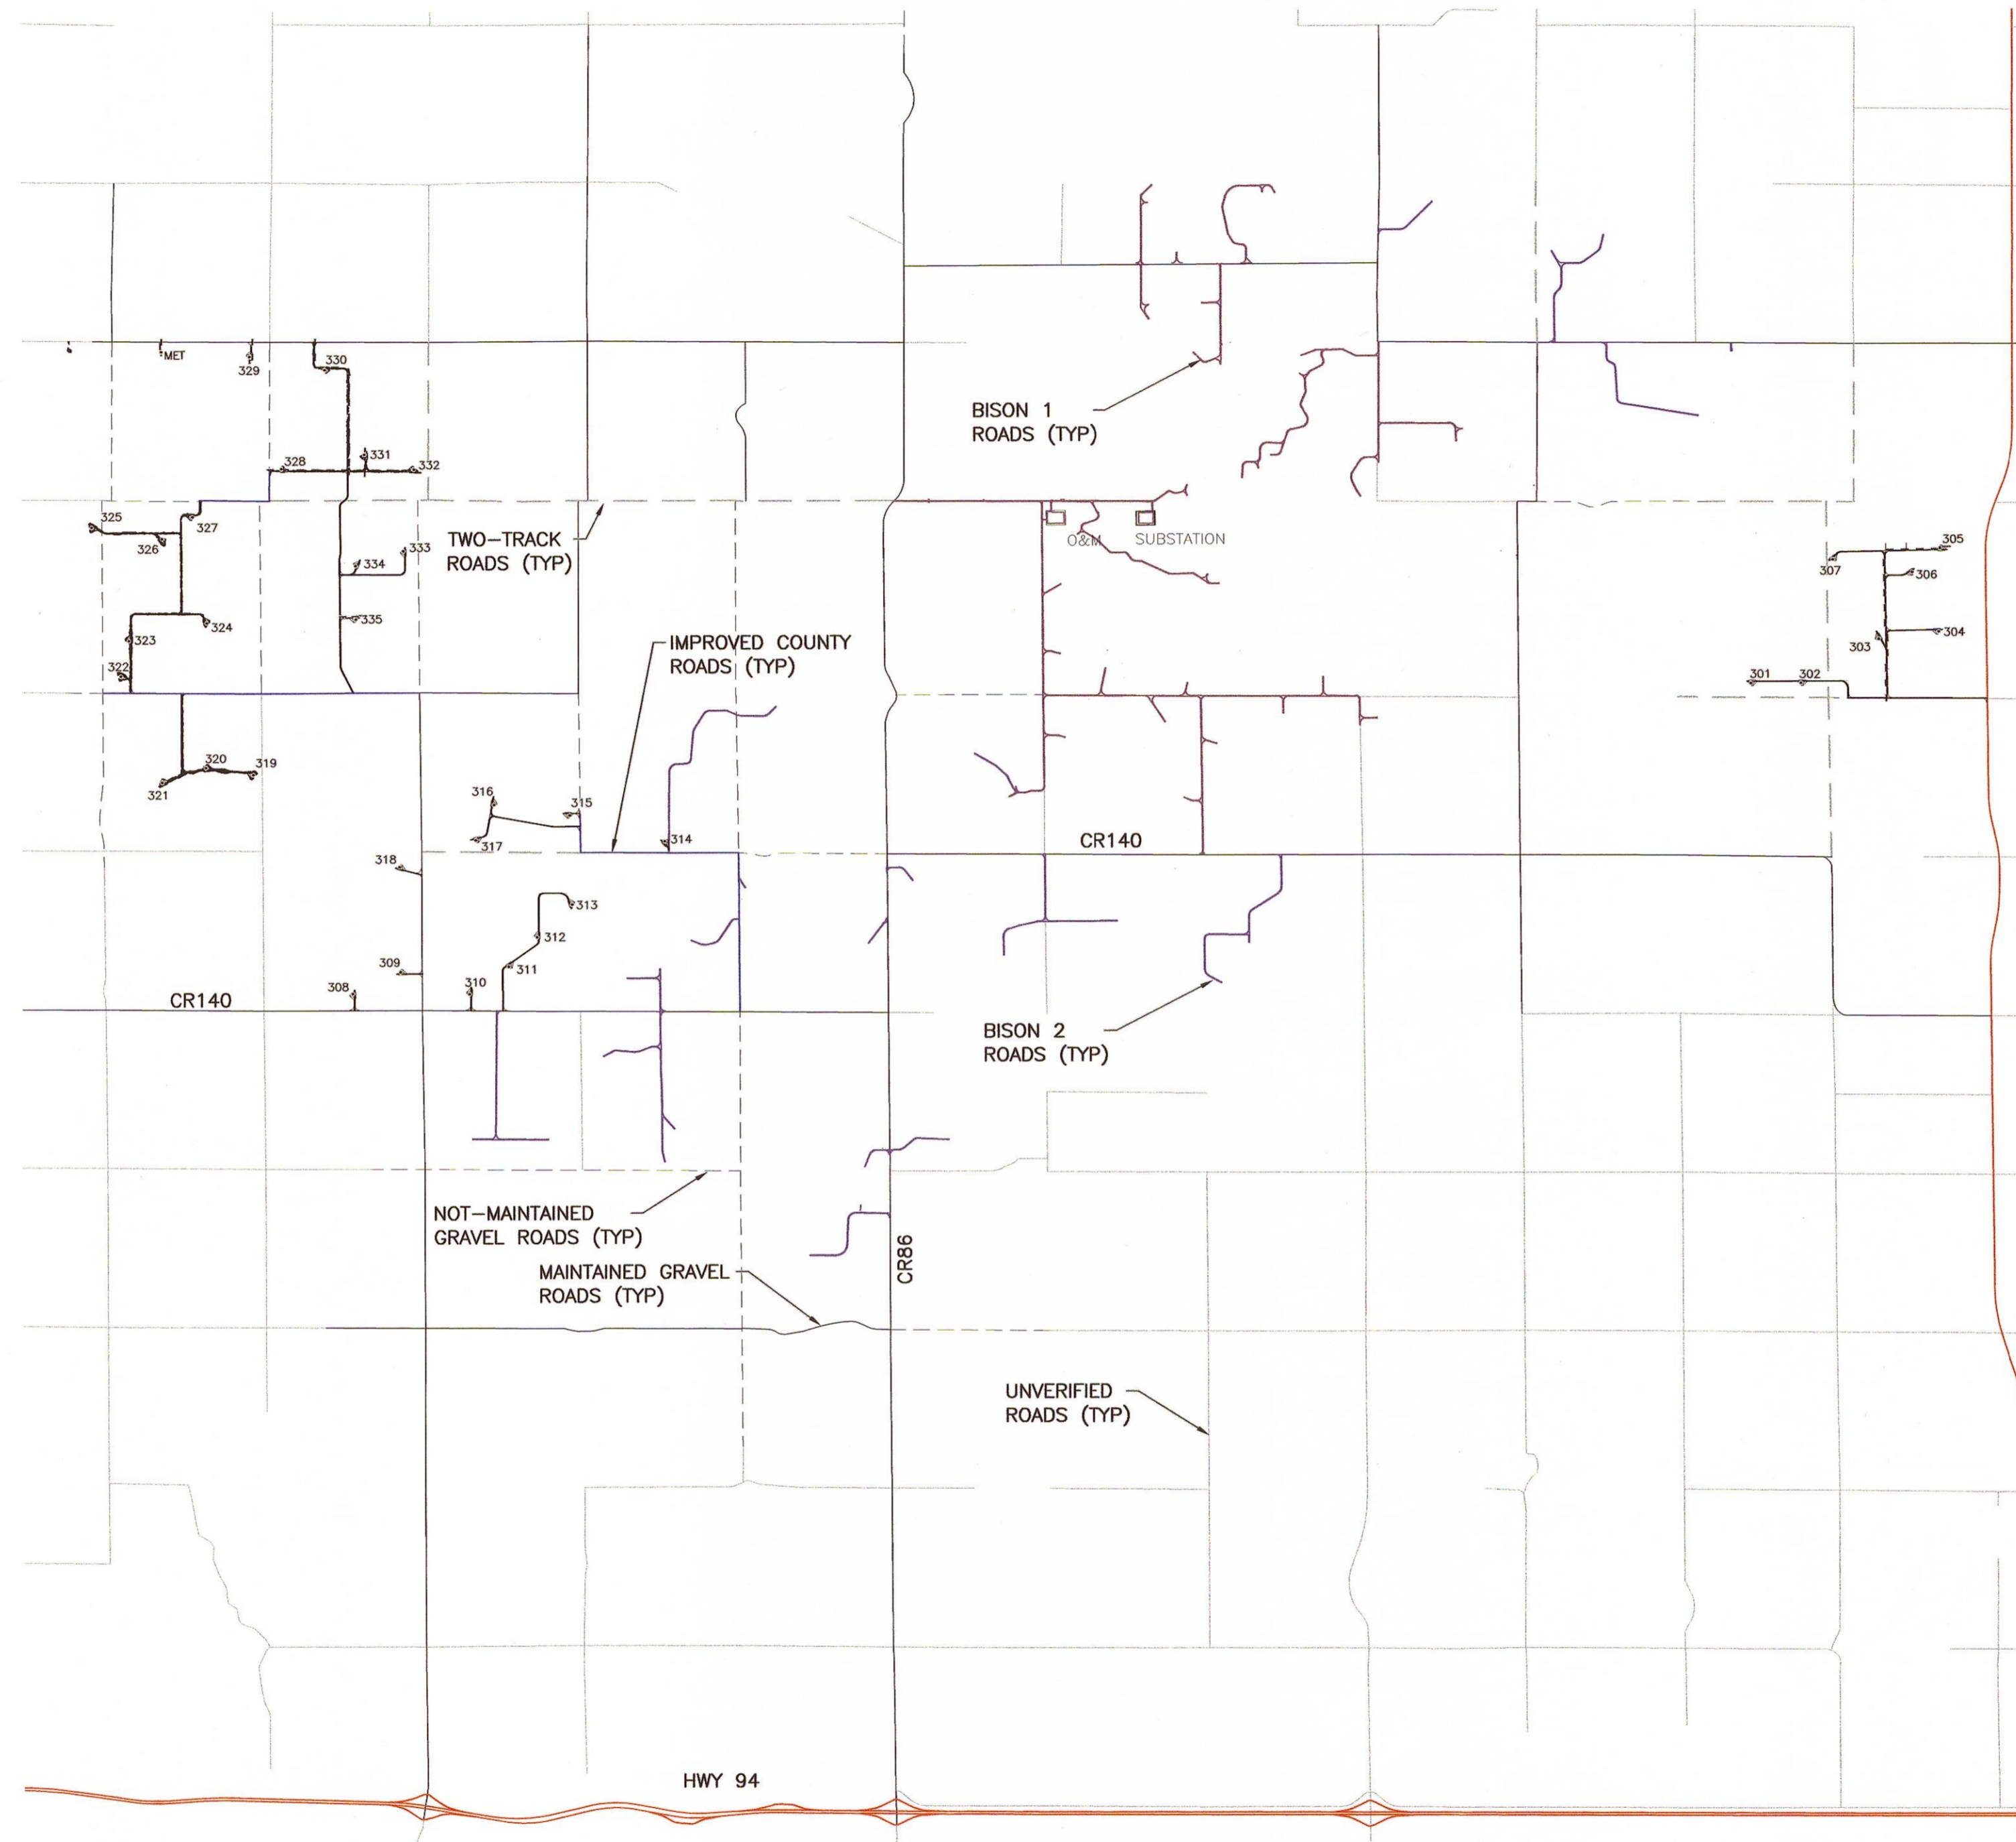 MET
329
330
331
328
332
BISON 1
ROADS (TYP)
325
327
326
TWO-TRACK
ROADS (TYP)
333
334
335
324
323
322
O&M
SUBSTATION
305
307
306
304
303
301
302
IMPROVED COUNTY
ROADS (TYP)
320
319
321
316
315
317
314
318
CR140
313
312
311
309
310
308
CR140
BISON 2
ROADS (TYP)
NOT-MAINTAINED
GRAVEL ROADS (TYP)
MAINTAINED GRAVEL
ROADS (TYP)
CR86
UNVERIFIED
ROADS (TYP)
HWY 94